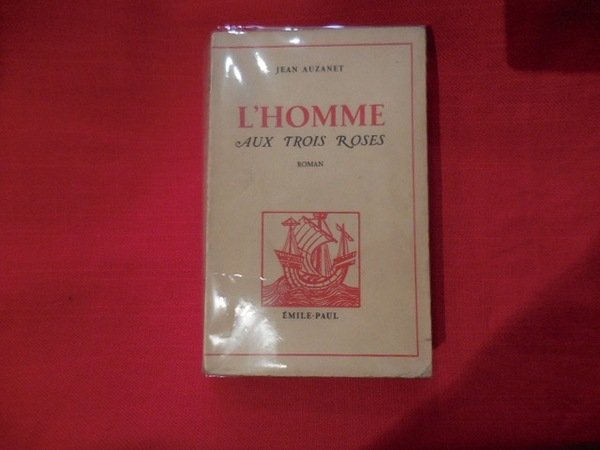 JEAN AUZANET
L'HOMME
AUX TROIS ROSES
ROMAN
ÉMILE-PAUL